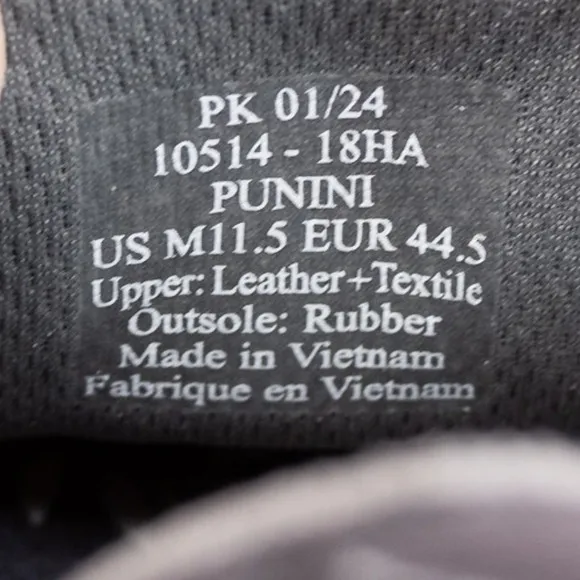 PK 01/24
10514 - 18HA
PUNINI
US M11.5 EUR 44.5
Upper: Leather+Textile
Outsole: Rubber
Made in Vietnam
Fabrique en Vietnam